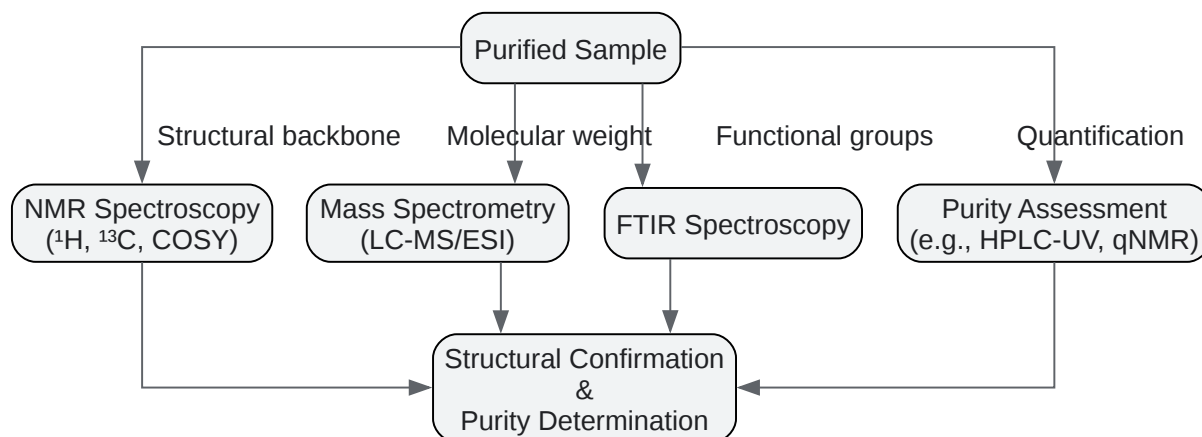 Purified Sample
Structural backbone
Molecular weight
Functional groups
Quantification
NMR Spectroscopy
(¹H, ¹³C, COSY)
Mass Spectrometry
(LC-MS/ESI)
FTIR Spectroscopy
Purity Assessment
(e.g., HPLC-UV, qNMR)
Structural Confirmation
&
Purity Determination